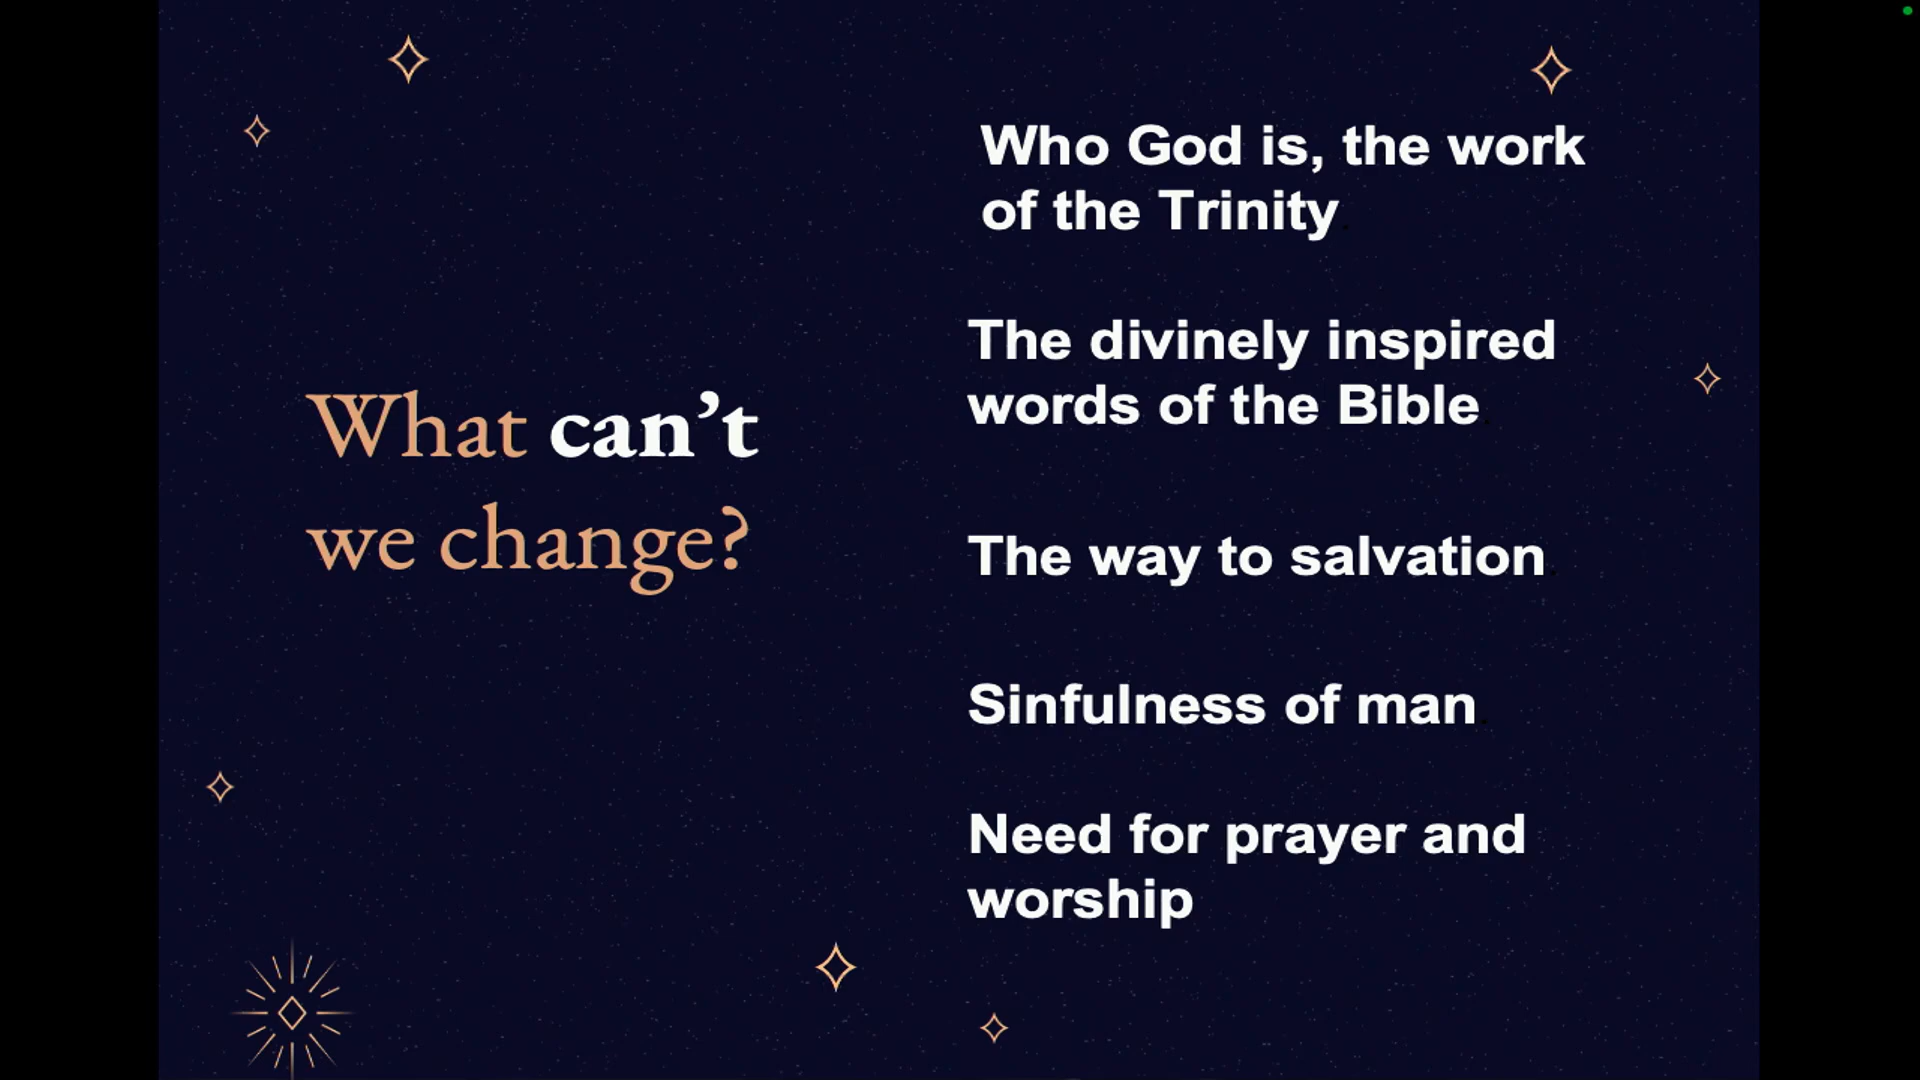 What can’t
we change?
Who God is, the work
of the Trinity.
The divinely inspired
words of the Bible.
The way to salvation.
Sinfulness of man.
Need for prayer and
worship